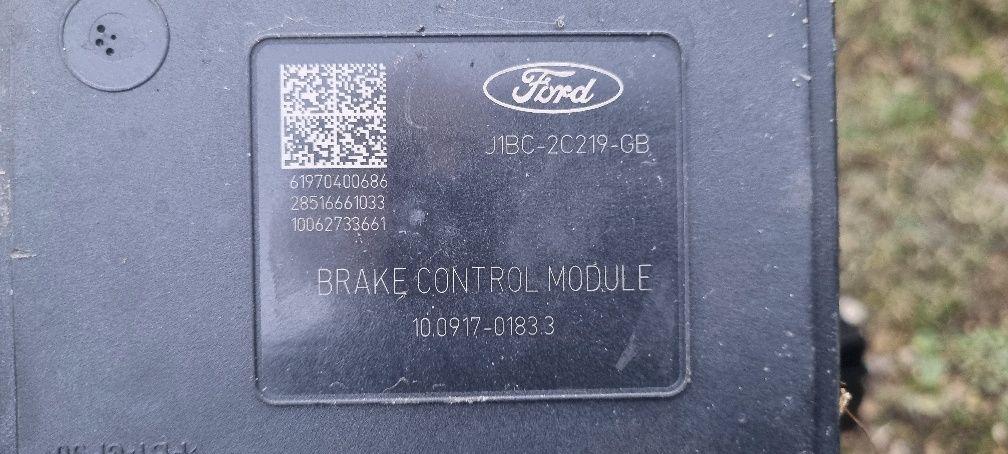 Ford
J1BC-2C219-GB
61970400686
28516661033
10062733661
BRAKE CONTROL MODULE
10.0917-0183.3